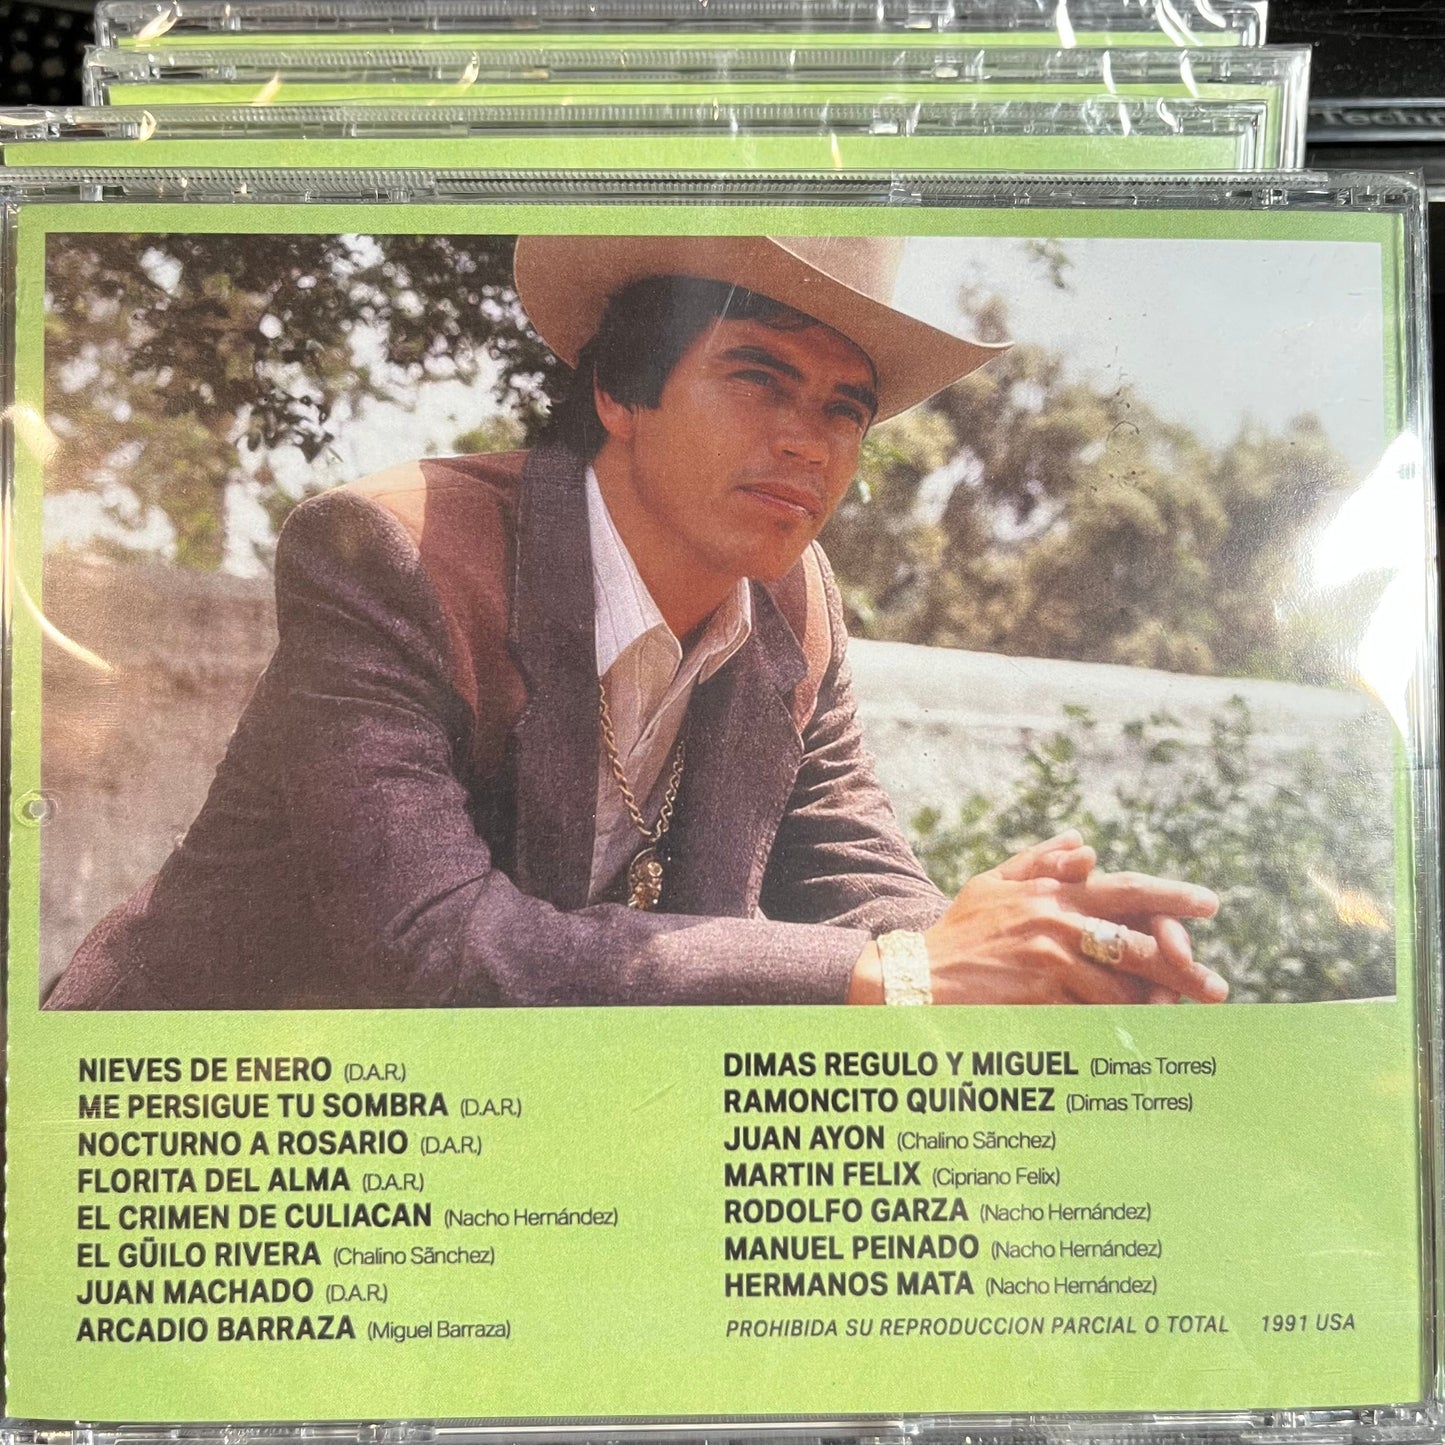 Techn
NIEVES DE ENERO (D.A.R.)
ME PERSIGUE TU SOMBRA (D.A.R.)
NOCTURNO A ROSARIO (D.A.R.)
FLORITA DEL ALMA (D.A.R.)
EL CRIMEN DE CULIACAN (Nacho Hernández)
EL GÜILO RIVERA (Chalino Sãnchez)
JUAN MACHADO (D.A.R.)
ARCADIO BARRAZA (Miguel Barraza)
DIMAS REGULO Y MIGUEL (Dimas Torres)
RAMONCITO QUIÑONEZ (Dimas Torres)
JUAN AYON (Chalino Sãnchez)
MARTIN FELIX (Cipriano Felix)
RODOLFO GARZA (Nacho Hernández)
MANUEL PEINADO (Nacho Hernández)
HERMANOS MATA (Nacho Hernández)
PROHIBIDA SU REPRODUCCION PARCIAL O TOTAL 1991 USA